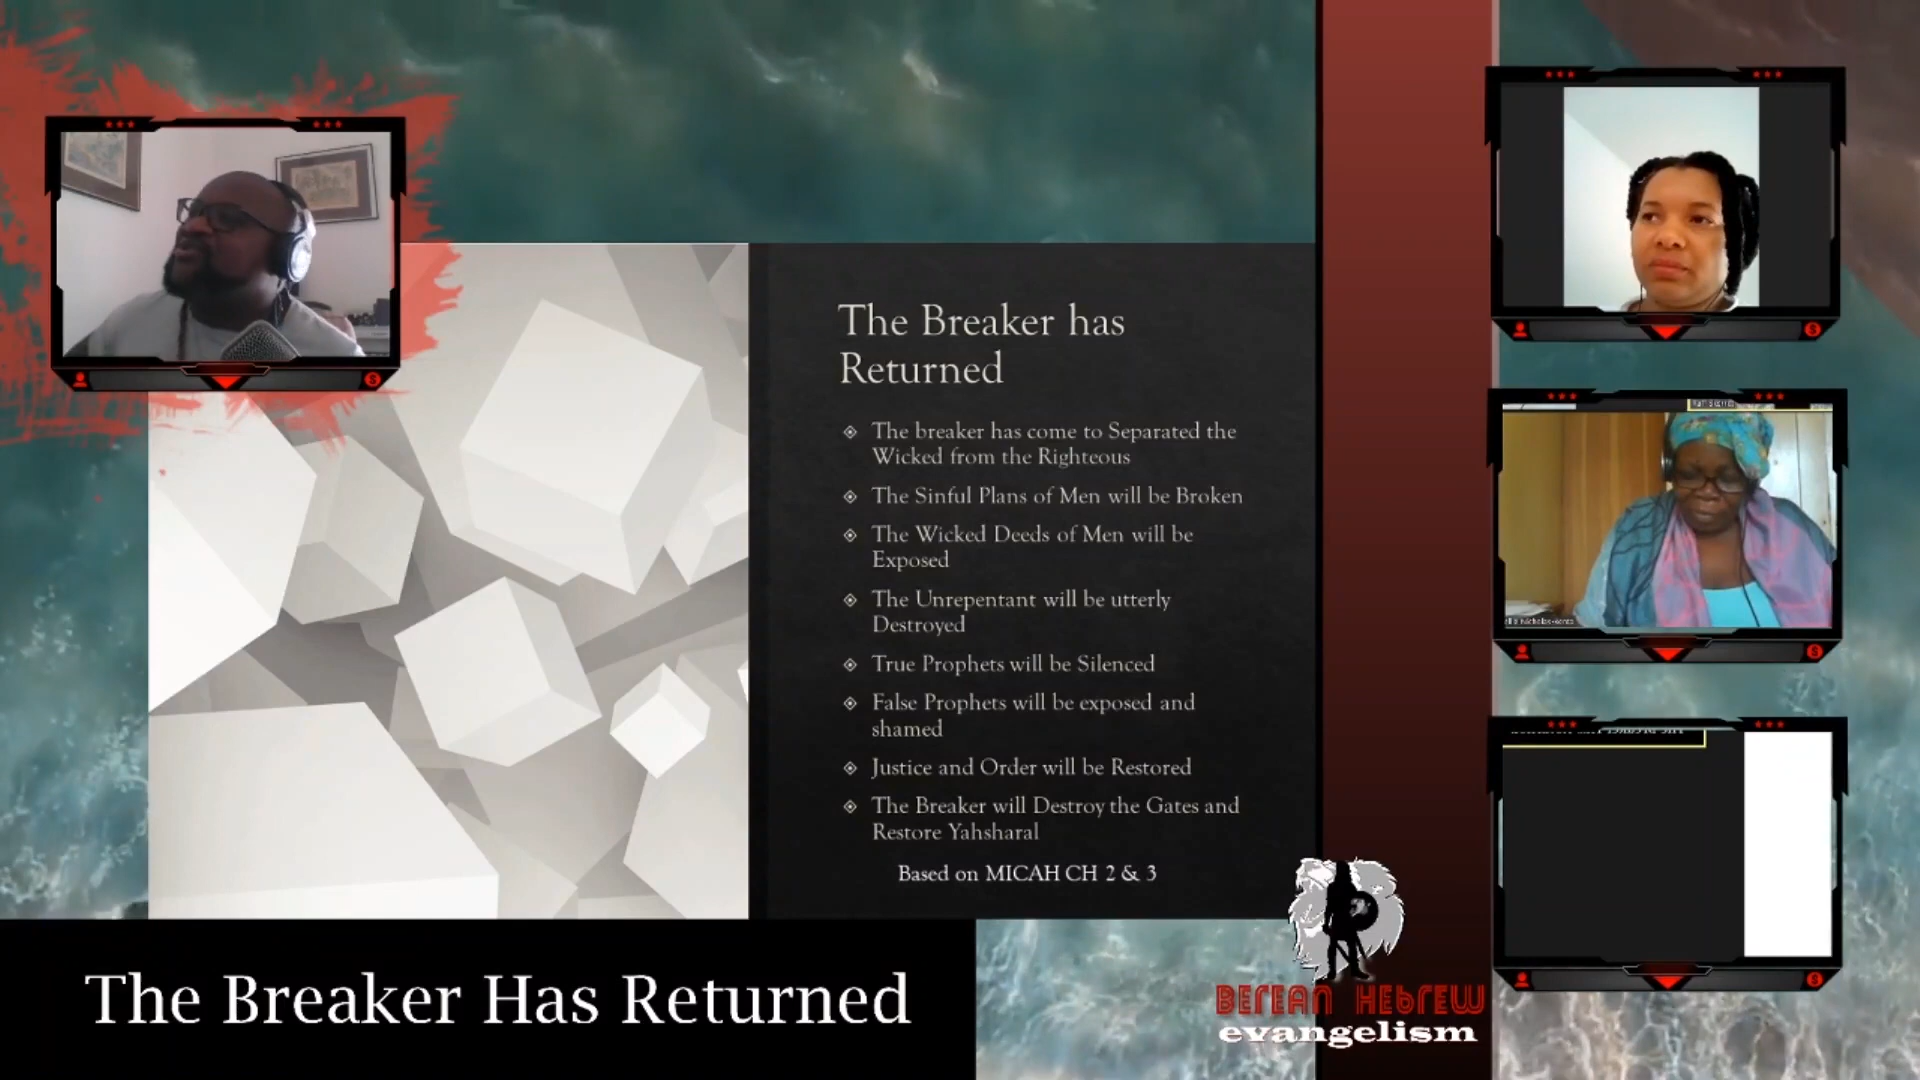 The Breaker has
Returned
The breaker has come to Separated the
Wicked from the Righteous
The Sinful Plans of Men will be Broken
The Wicked Deeds of Men will be
Exposed
The Unrepentant will be utterly
Destroyed
True Prophets will be Silenced
False Prophets will be exposed and
shamed
Justice and Order will be Restored
The Breaker will Destroy the Gates and
Restore Yahsharal
Based on MICAH CH 2 & 3
The Breaker Has Returned
BEREAN HEBREW
evangelism